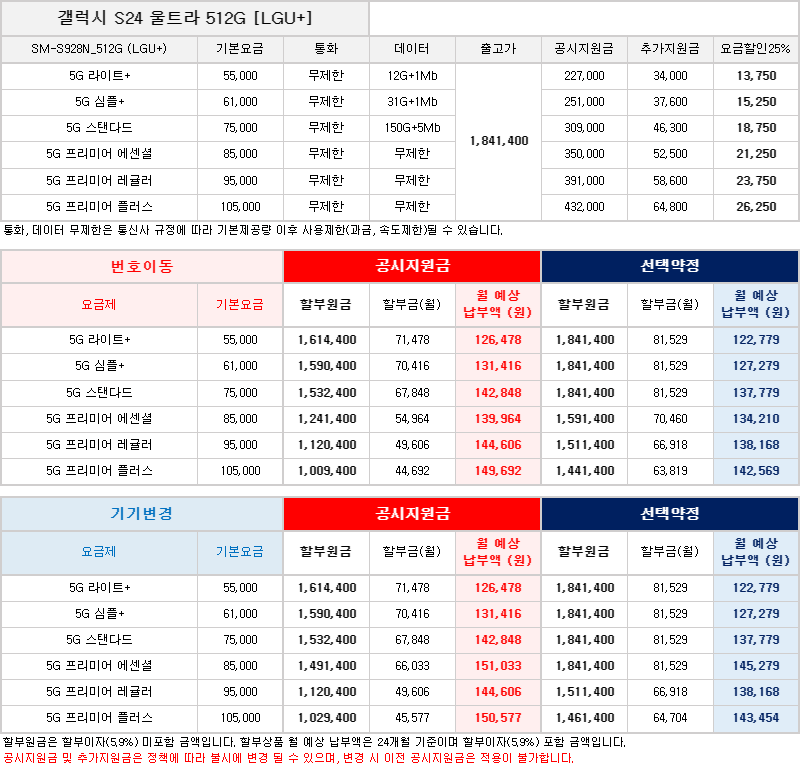 갤럭시 S24 울트라 512G [LGU+]
SM-S928N_512G (LGU+) 기본요금 통화 데이터 출고가 공시지원금 추가지원금 요금할인25%
5G 라이트+ 55,000 무제한 12G+1Mb 227,000 34,000 13,750
5G 심플+ 61,000 무제한 31G+1Mb 251,000 37,600 15,250
5G 스탠다드 75,000 무제한 150G+5Mb 309,000 46,300 18,750
1,841,400
5G 프리미어 에센셜 85,000 무제한 무제한 350,000 52,500 21,250
5G 프리미어 레귤러 95,000 무제한 무제한 391,000 58,600 23,750
5G 프리미어 플러스 105,000 무제한 무제한 432,000 64,800 26,250
통화, 데이터 무제한은 통신사 규정에 따라 기본제공량 이후 사용제한(과금, 속도제한)될 수 있습니다.
번호이동 공시지원금 선택약정
요금제 기본요금 할부원금 할부금(월) 월 예상 납부액 (원) 할부원금 할부금(월) 월 예상 납부액 (원)
5G 라이트+ 55,000 1,614,400 71,478 126,478 1,841,400 81,529 122,779
5G 심플+ 61,000 1,590,400 70,416 131,416 1,841,400 81,529 127,279
5G 스탠다드 75,000 1,532,400 67,848 142,848 1,841,400 81,529 137,779
5G 프리미어 에센셜 85,000 1,241,400 54,964 139,964 1,591,400 70,460 134,210
5G 프리미어 레귤러 95,000 1,120,400 49,606 144,606 1,511,400 66,918 138,168
5G 프리미어 플러스 105,000 1,009,400 44,692 149,692 1,441,400 63,819 142,569
기기변경 공시지원금 선택약정
요금제 기본요금 할부원금 할부금(월) 월 예상 납부액 (원) 할부원금 할부금(월) 월 예상 납부액 (원)
5G 라이트+ 55,000 1,614,400 71,478 126,478 1,841,400 81,529 122,779
5G 심플+ 61,000 1,590,400 70,416 131,416 1,841,400 81,529 127,279
5G 스탠다드 75,000 1,532,400 67,848 142,848 1,841,400 81,529 137,779
5G 프리미어 에센셜 85,000 1,491,400 66,033 151,033 1,841,400 81,529 145,279
5G 프리미어 레귤러 95,000 1,120,400 49,606 144,606 1,511,400 66,918 138,168
5G 프리미어 플러스 105,000 1,029,400 45,577 150,577 1,461,400 64,704 143,454
할부원금은 할부이자(5,9%) 미포함 금액입니다. 할부상품 월 예상 납부액은 24개월 기준이며 할부이자(5,9%) 포함 금액입니다.
공시지원금 및 추가지원금은 정책에 따라 불시에 변경 될 수 있으며, 변경 시 이전 공시지원금은 적용이 불가합니다.